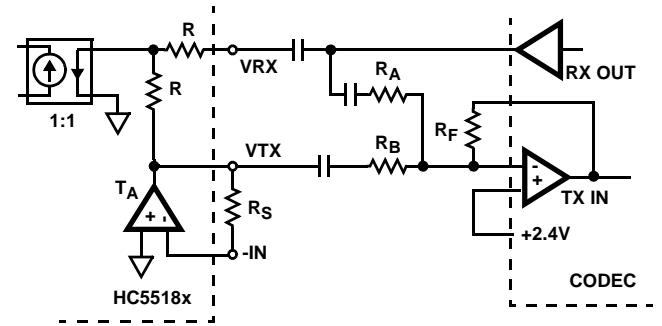 R
VRX
RX OUT
R
R_A
1:1
R_F
VTX
R_B
T_A
-
+
TX IN
+ -
R_S
+2.4V
-IN
CODEC
HC5518x